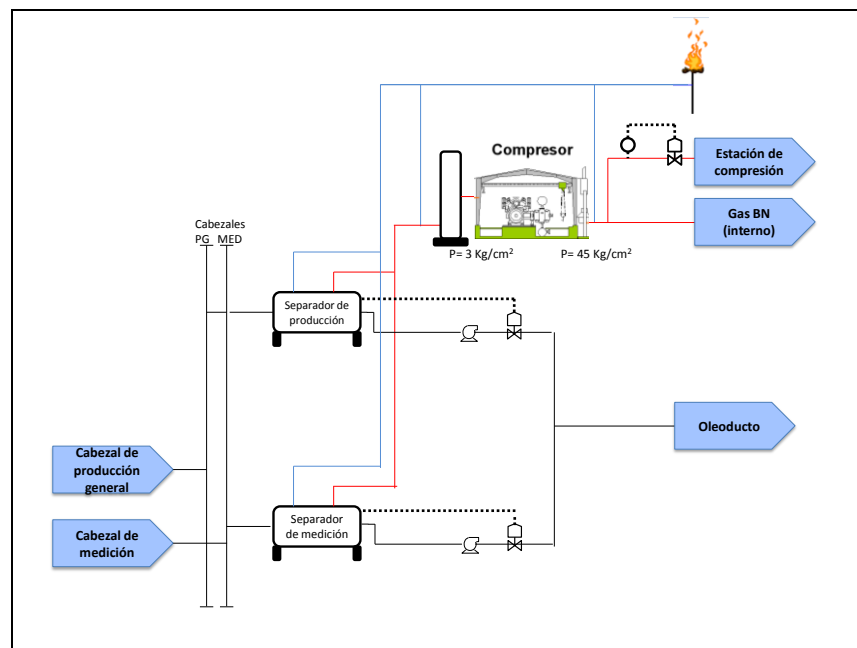 Compresor
Estación de
compresión
Gas BN
(interno)
P= 3 Kg/cm²
P= 45 Kg/cm²
Cabezales
PG MED
Separador de
producción
Oleoducto
Cabezal de
producción
general
Separador
de medición
Cabezal de
medición